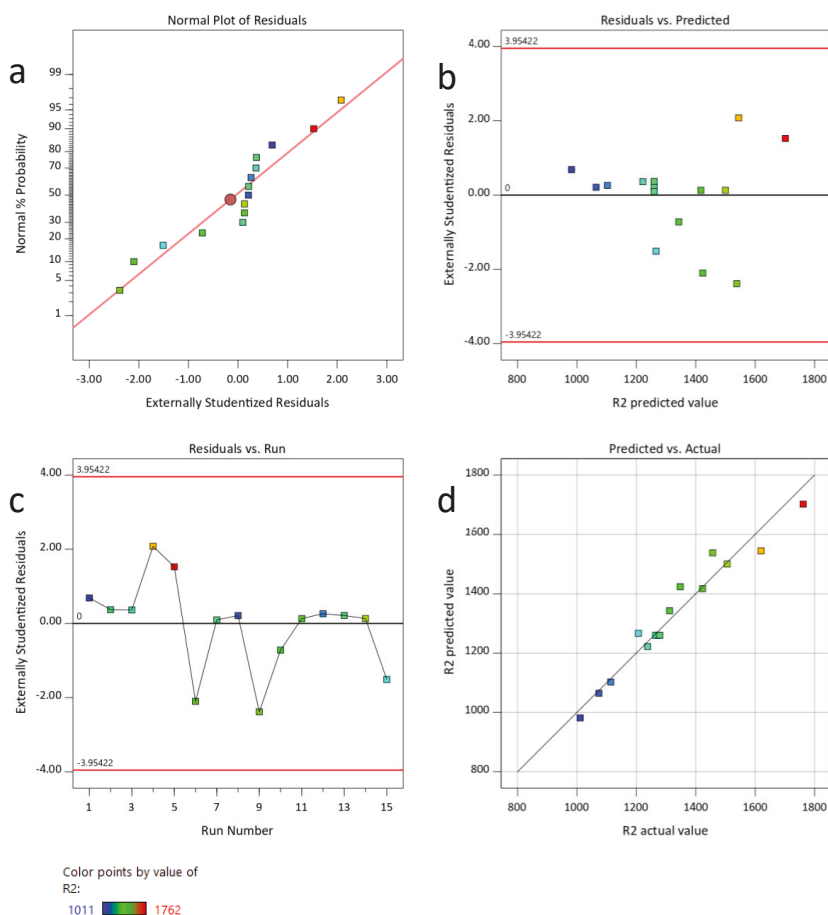 a
Normal Plot of Residuals
Normal % Probability
99
95
90
80
70
50
30
20
10
5
1
-3.00 -2.00 -1.00 0.00 1.00 2.00 3.00
Externally Studentized Residuals
b
Residuals vs. Predicted
Externally Studentized Residuals
4.00
2.00
0.00
-2.00
-4.00
3.95422
0
-3.95422
800 1000 1200 1400 1600
R2 predicted value
c
Residuals vs. Run
Externally Studentized Residuals
4.00
2.00
0.00
-2.00
-4.00
3.95422
0
-3.95422
1 3 5 7 9 11 13 15
Run Number
d
Predicted vs. Actual
R2 predicted value
1800
1600
1400
1200
1000
800
800 1000 1200 1400 1600 1800
R2 actual value
Color points by value of
R2:
1011 1762